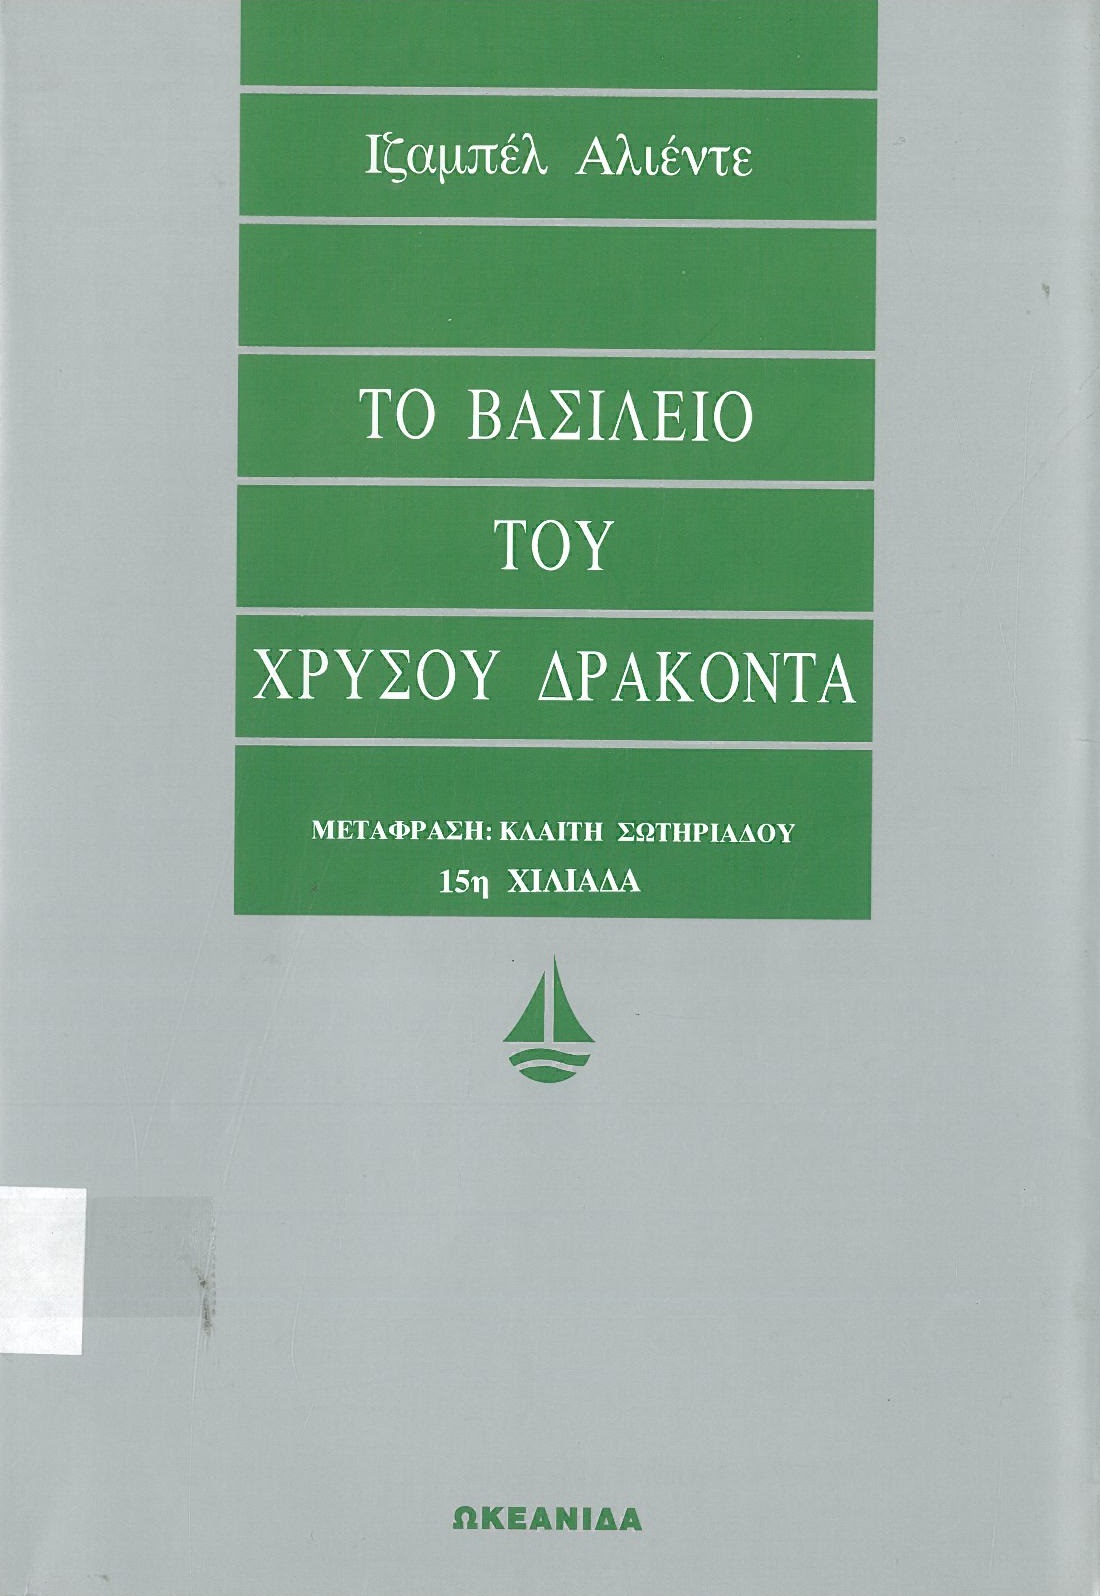 Ιζαμπέλ Αλιέντε
ΤΟ ΒΑΣΙΛΕΙΟ
ΤΟΥ
ΧΡΥΣΟΥ ΔΡΑΚΟΝΤΑ
ΜΕΤΑΦΡΑΣΗ: ΚΛΑΙΤΗ ΣΩΤΗΡΙΑΔΟΥ
15η ΧΙΛΙΑΔΑ
ΩΚΕΑΝΙΔΑ